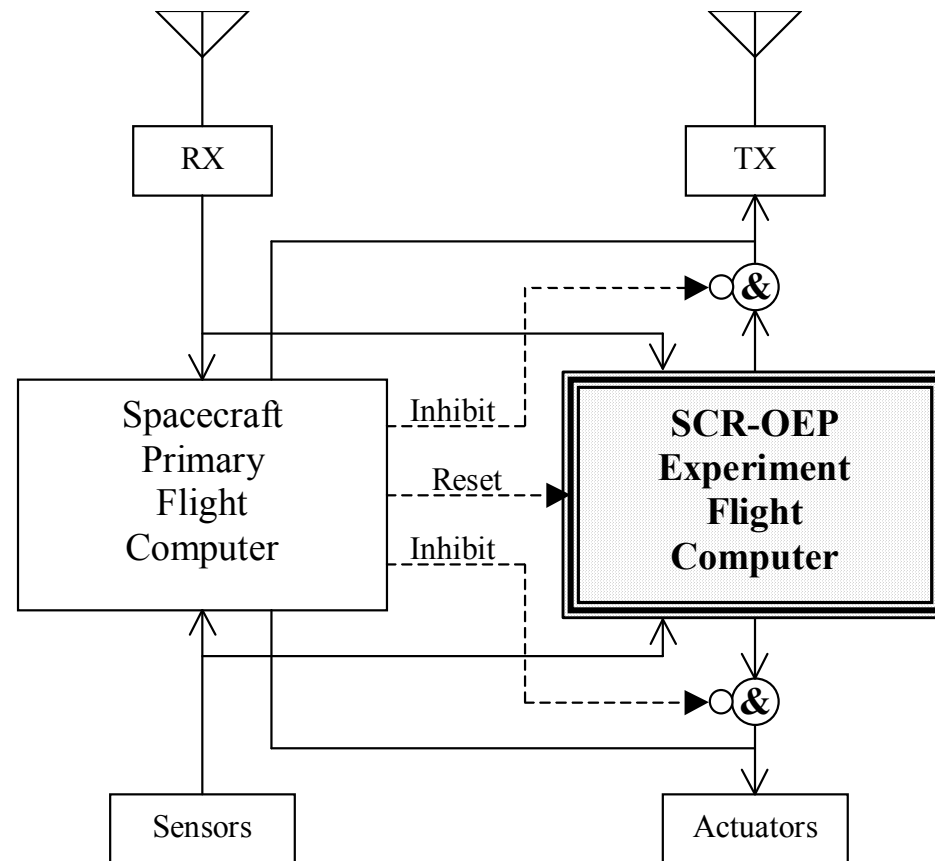 RX
TX
&
Spacecraft
Primary
Flight
Computer
Inhibit
Reset
Inhibit
SCR-OEP
Experiment
Flight
Computer
&
Sensors
Actuators